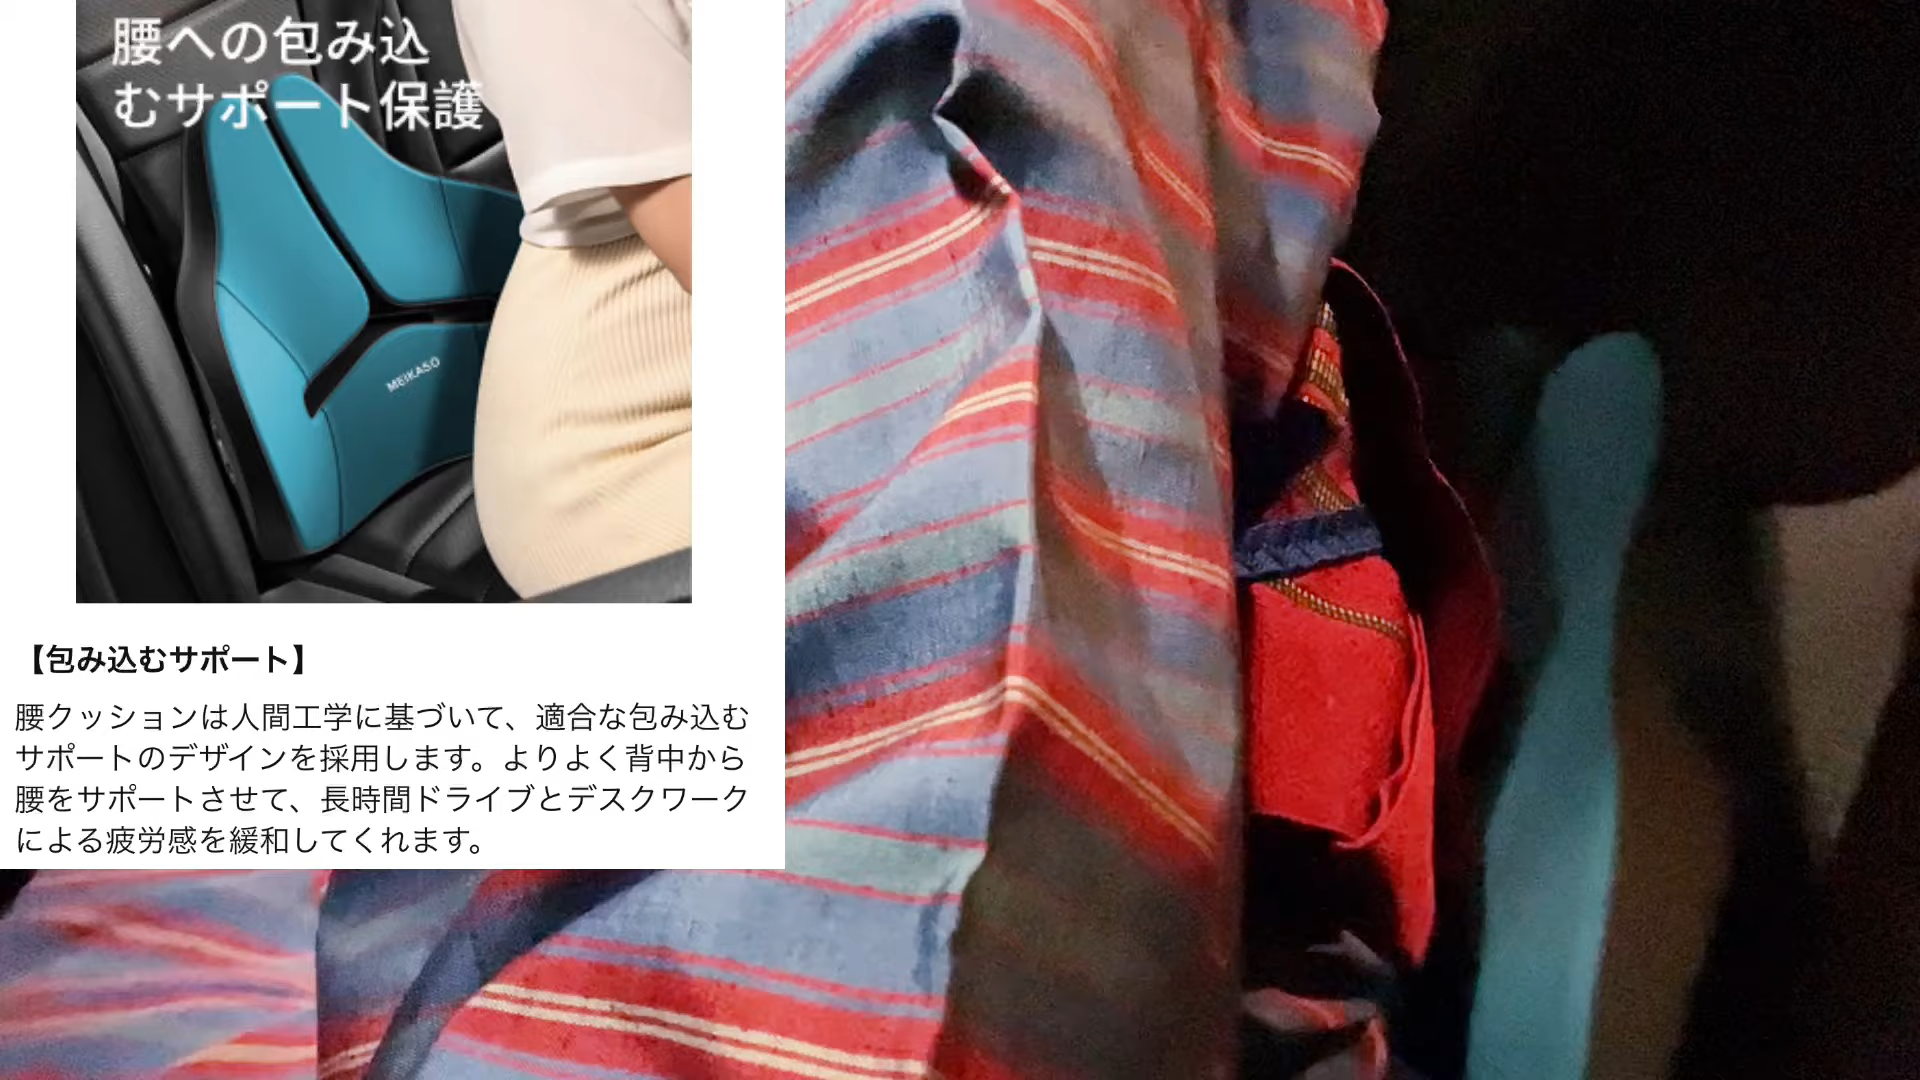 腰への包み込
むサポート保護
MEIKASO
【包み込むサポート】
腰クッションは人間工学に基づいて、適合な包み込む
サポートのデザインを採用します。よりよく背中から
腰をサポートさせて、長時間ドライブとデスクワーク
による疲労感を緩和してくれます。